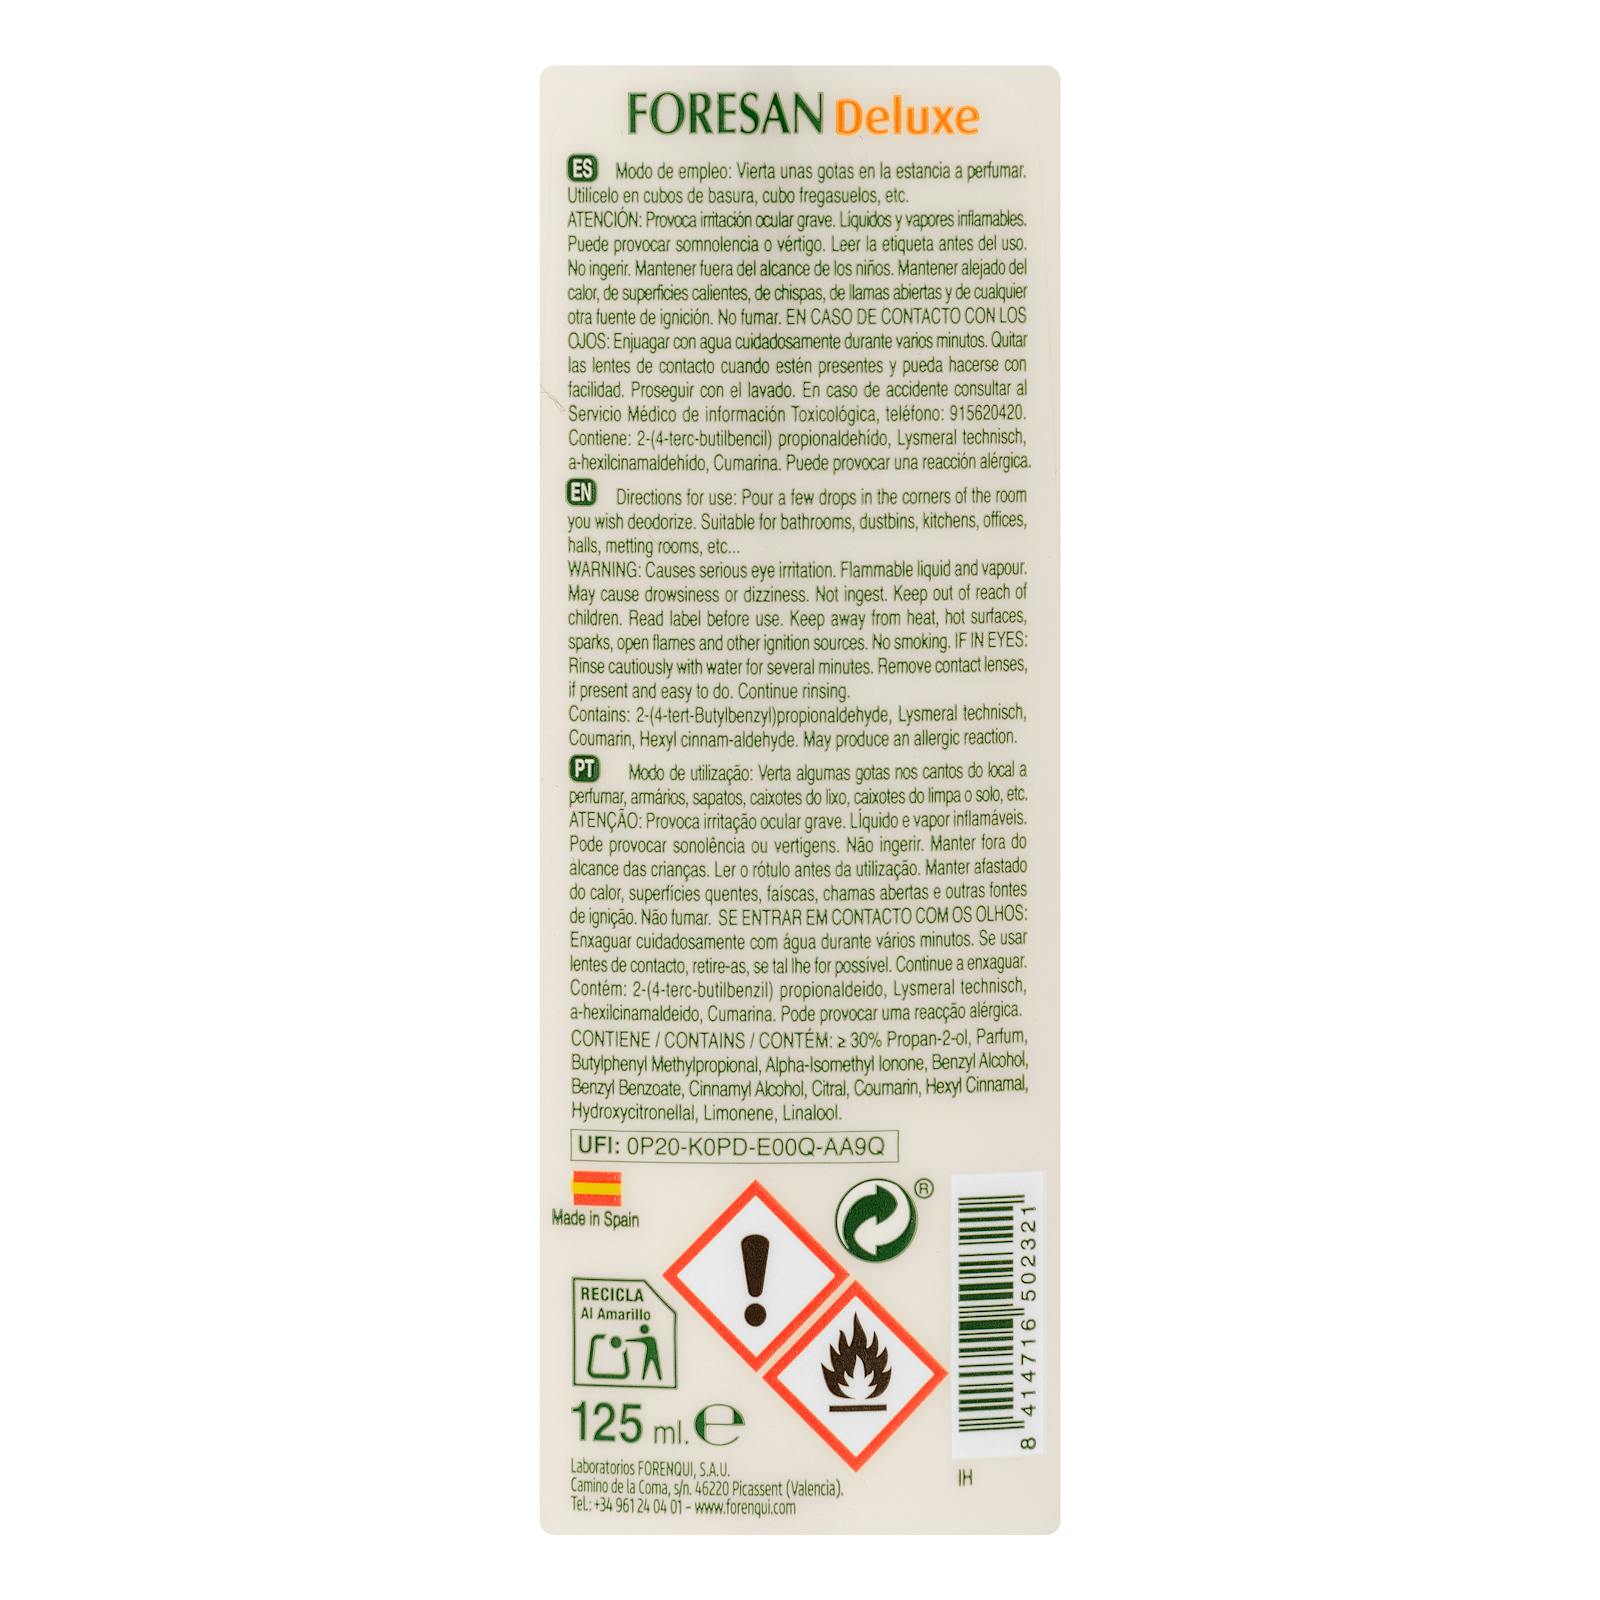 FORESAN Deluxe
ES Modo de empleo: Vierta unas gotas en la estancia a perfumar.
Utilícelo en cubos de basura, cubo fregasuelos, etc.
ATENCIÓN: Provoca irritación ocular grave. Líquidos y vapores inflamables.
Puede provocar somnolencia o vértigo. Leer la etiqueta antes del uso.
No ingerir. Mantener fuera del alcance de los niños. Mantener alejado del
calor, de superficies calientes, de chispas, de llamas abiertas y de cualquier
otra fuente de ignición. No fumar. EN CASO DE CONTACTO CON LOS
OJOS: Enjuagar con agua cuidadosamente durante varios minutos. Quitar
las lentes de contacto cuando estén presentes y pueda hacerse con
facilidad. Proseguir con el lavado. En caso de accidente consultar al
Servicio Médico de información Toxicológica, teléfono: 915620420.
Contiene: 2-(4-terc-butilbencil) propionaldehído, Lysmeral technisch,
a-hexilcinamaldehído, Cumarina. Puede provocar una reacción alérgica.
EN Directions for use: Pour a few drops in the corners of the room
you wish deodorize. Suitable for bathrooms, dustbins, kitchens, offices,
halls, metting rooms, etc...
WARNING: Causes serious eye irritation. Flammable liquid and vapour.
May cause drowsiness or dizziness. Not ingest. Keep out of reach of
children. Read label before use. Keep away from heat, hot surfaces,
sparks, open flames and other ignition sources. No smoking. IF IN EYES:
Rinse cautiously with water for several minutes. Remove contact lenses,
if present and easy to do. Continue rinsing.
Contains: 2-(4-tert-Butylbenzyl)propionaldehyde, Lysmeral technisch,
Coumarin, Hexyl cinnam-aldehyde. May produce an allergic reaction.
PT Modo de utilização: Verta algumas gotas nos cantos do local a
perfumar, armários, sapatos, caixotes do lixo, caixotes do limpa o solo, etc.
ATENÇÃO: Provoca irritação ocular grave. Líquido e vapor inflamáveis.
Pode provocar sonolência ou vertigens. Não ingerir. Manter fora do
alcance das crianças. Ler o rótulo antes da utilização. Manter afastado
do calor, superfícies quentes, faíscas, chamas abertas e outras fontes
de ignição. Não fumar. SE ENTRAR EM CONTACTO COM OS OLHOS:
Enxaguar cuidadosamente com água durante vários minutos. Se usar
lentes de contacto, retire-as, se tal lhe for possível. Continue a enxaguar.
Contém: 2-(4-terc-butilbenzil) propionaldeido, Lysmeral technisch,
a-hexilcinamaldeido, Cumarina. Pode provocar uma reacção alérgica.
CONTIENE / CONTAINS / CONTÉM: ≥ 30% Propan-2-ol, Parfum,
Butylphenyl Methylpropional, Alpha-Isomethyl Ionone, Benzyl Alcohol,
Benzyl Benzoate, Cinnamyl Alcohol, Citral, Coumarin, Hexyl Cinnamal,
Hydroxycitronellal, Limonene, Linalool.
UFI: 0P20-K0PD-E00Q-AA9Q
Made in Spain
®
RECICLA
Al Amarillo
125 ml. e
Laboratorios FORENQUI, S.A.U.
Camino de la Coma, s/n. 46220 Picassent (Valencia).
Tel.: +34 961 24 04 01 - www.forenqui.com
8 414716 502321
IH